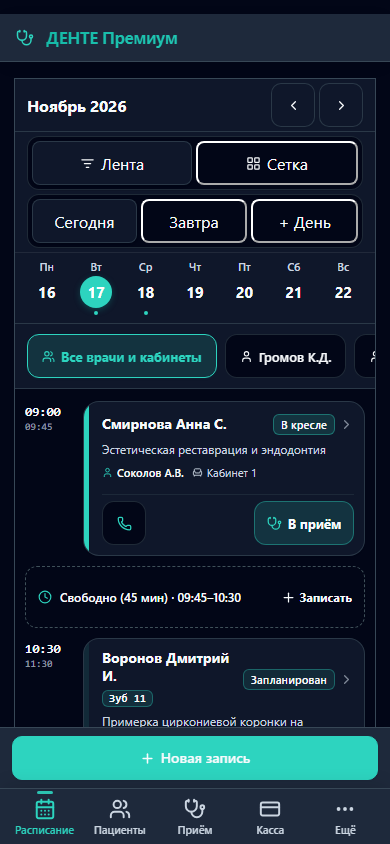 ДЕНТЕ Премиум
Ноябрь 2026
Лента
Сетка
Сегодня
Завтра
+ День
Пн Вт Ср Чт Пт Сб Вс
16 17 18 19 20 21 22
Все врачи и кабинеты
Громов К.Д.
09:00
09:45
Смирнова Анна С.
В кресле
Эстетическая реставрация и эндодонтия
Соколов А.В.
Кабинет 1
В приём
Свободно (45 мин) · 09:45–10:30
+ Записать
10:30
11:30
Воронов Дмитрий
И.
Запланирован
Зуб 11
Примерка циркониевой коронки на
+ Новая запись
Расписание
Пациенты
Приём
Касса
Ещё